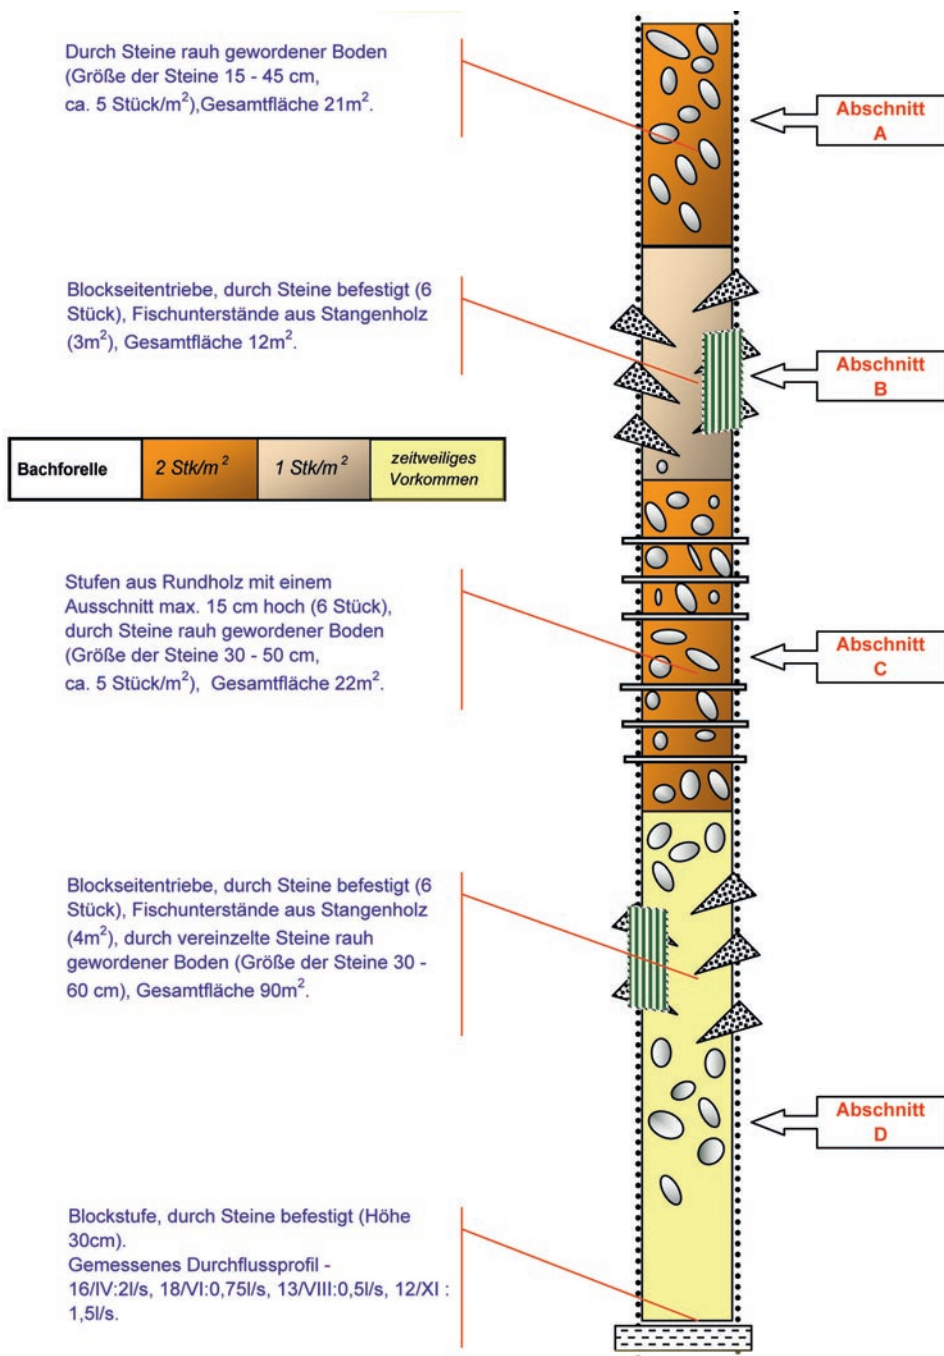 Durch Steine rauh gewordener Boden
(Größe der Steine 15 - 45 cm,
ca. 5 Stück/m²),Gesamtfläche 21m².
Abschnitt
A
Blockseitentriebe, durch Steine befestigt (6
Stück), Fischunterstände aus Stangenholz
(3m²), Gesamtfläche 12m².
Abschnitt
B
Bachforelle
2 Stk/m²
1 Stk/m²
zeitweiliges
Vorkommen
Stufen aus Rundholz mit einem
Ausschnitt max. 15 cm hoch (6 Stück),
durch Steine rauh gewordener Boden
(Größe der Steine 30 - 50 cm,
ca. 5 Stück/m²), Gesamtfläche 22m².
Abschnitt
C
Blockseitentriebe, durch Steine befestigt (6
Stück), Fischunterstände aus Stangenholz
(4m²), durch vereinzelte Steine rauh
gewordener Boden (Größe der Steine 30 -
60 cm), Gesamtfläche 90m².
Abschnitt
D
Blockstufe, durch Steine befestigt (Höhe
30cm).
Gemessenes Durchflussprofil -
16/IV:2l/s, 18/VI:0,75l/s, 13/VIII:0,5l/s, 12/XI :
1,5l/s.